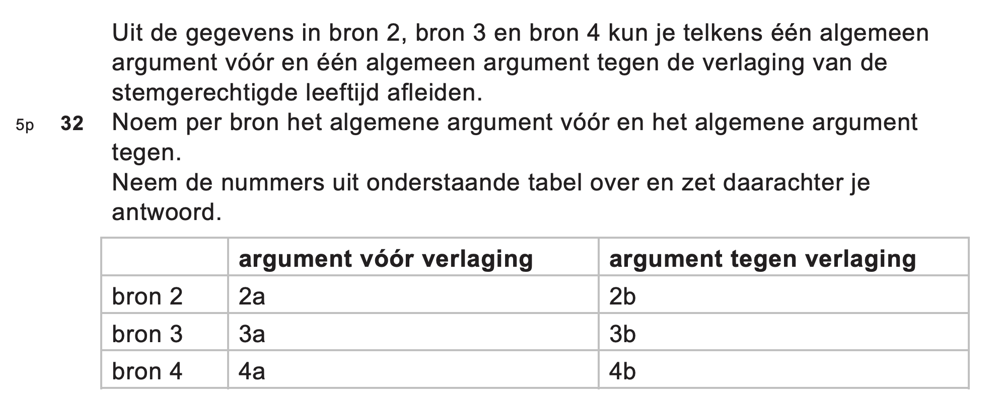 Uit de gegevens in bron 2, bron 3 en bron 4 kun je telkens één algemeen
argument vóór en één algemeen argument tegen de verlaging van de
stemgerechtigde leeftijd afleiden.
5p 32 Noem per bron het algemene argument vóór en het algemene argument
tegen.
Neem de nummers uit onderstaande tabel over en zet daarachter je
antwoord.
argument vóór verlaging argument tegen verlaging
bron 2 2a 2b
bron 3 3a 3b
bron 4 4a 4b